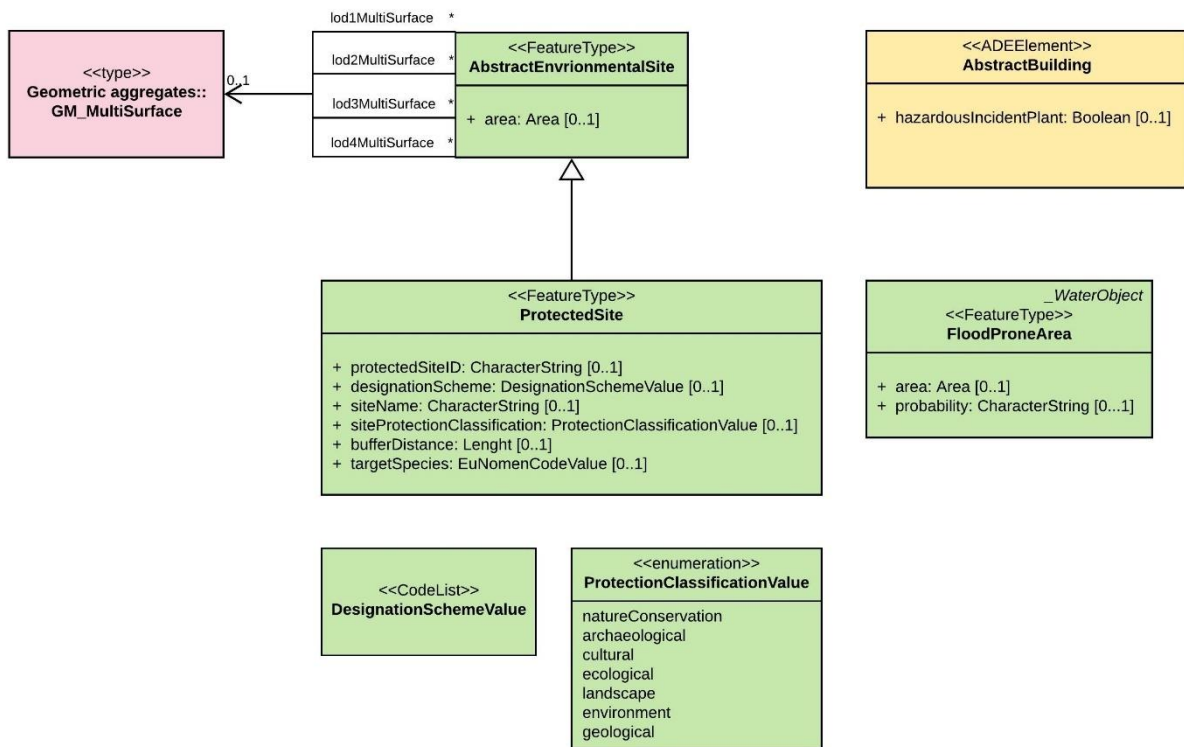 <<type>>
Geometric aggregates::
GM_MultiSurface
0..1
lod1MultiSurface *
lod2MultiSurface *
lod3MultiSurface *
lod4MultiSurface *
<<FeatureType>>
AbstractEnvrionmentalSite
+ area: Area [0..1]
<<ADEElement>>
AbstractBuilding
+ hazardousIncidentPlant: Boolean [0..1]
<<FeatureType>>
ProtectedSite
+ protectedSiteID: CharacterString [0..1]
+ designationScheme: DesignationSchemeValue [0..1]
+ siteName: CharacterString [0..1]
+ siteProtectionClassification: ProtectionClassificationValue [0..1]
+ bufferDistance: Lenght [0..1]
+ targetSpecies: EuNomenCodeValue [0..1]
_WaterObject
<<FeatureType>>
FloodProneArea
+ area: Area [0..1]
+ probability: CharacterString [0...1]
<<CodeList>>
DesignationSchemeValue
<<enumeration>>
ProtectionClassificationValue
natureConservation
archaeological
cultural
ecological
landscape
environment
geological